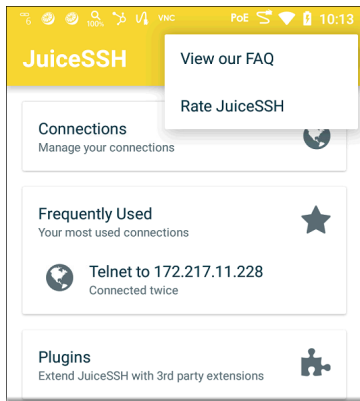 6
100%
VNC
PoE
10:13
JuiceSSH
View our FAQ
Rate JuiceSSH
Connections
Manage your connections
Frequently Used
Your most used connections
Telnet to 172.217.11.228
Connected twice
Plugins
Extend JuiceSSH with 3rd party extensions